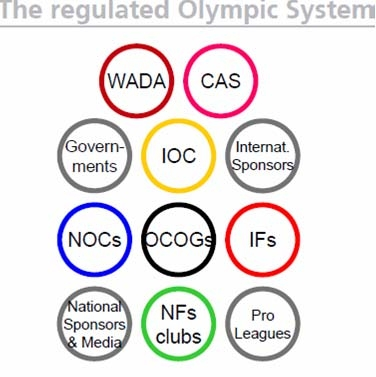 The regulated Olympic System
WADA CAS
Govern-
ments
IOC
Internat.
Sponsors
NOCs OCOGs IFs
National
Sponsors
& Media
NFs
clubs
Pro
Leagues